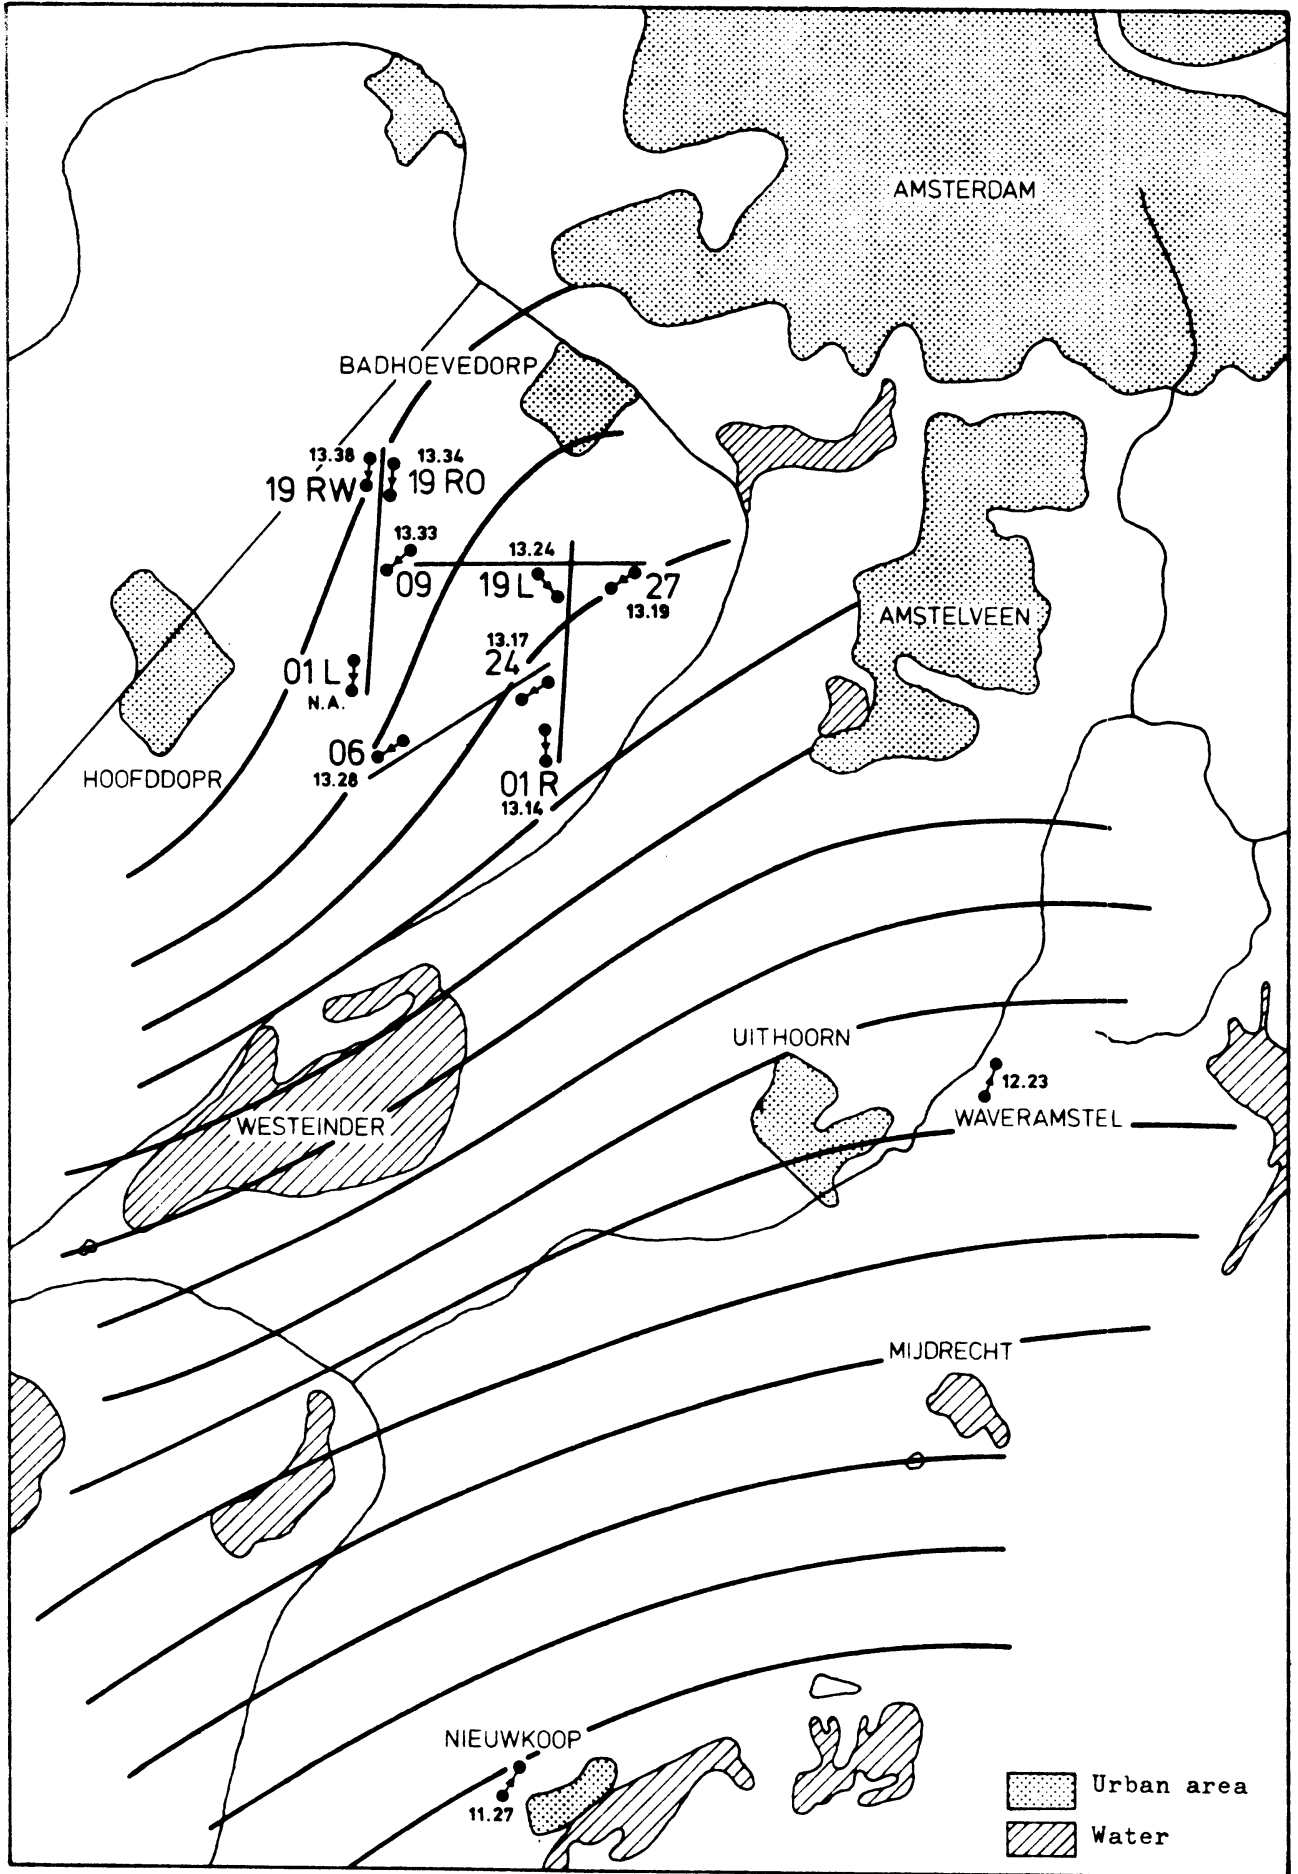 AMSTERDAM
BADHOEVEDORP
13.38
13.34
19 RW
19 RO
13.33
09
13.24
19 L
27
13.19
AMSTELVEEN
13.17
24
01 L
N.A.
06
13.28
01 R
13.14
HOOFDDOPR
UITHOORN
12.23
WAVERAMSTEL
WESTEINDER
MIJDRECHT
NIEUWKOOP
11.27
Urban area
Water